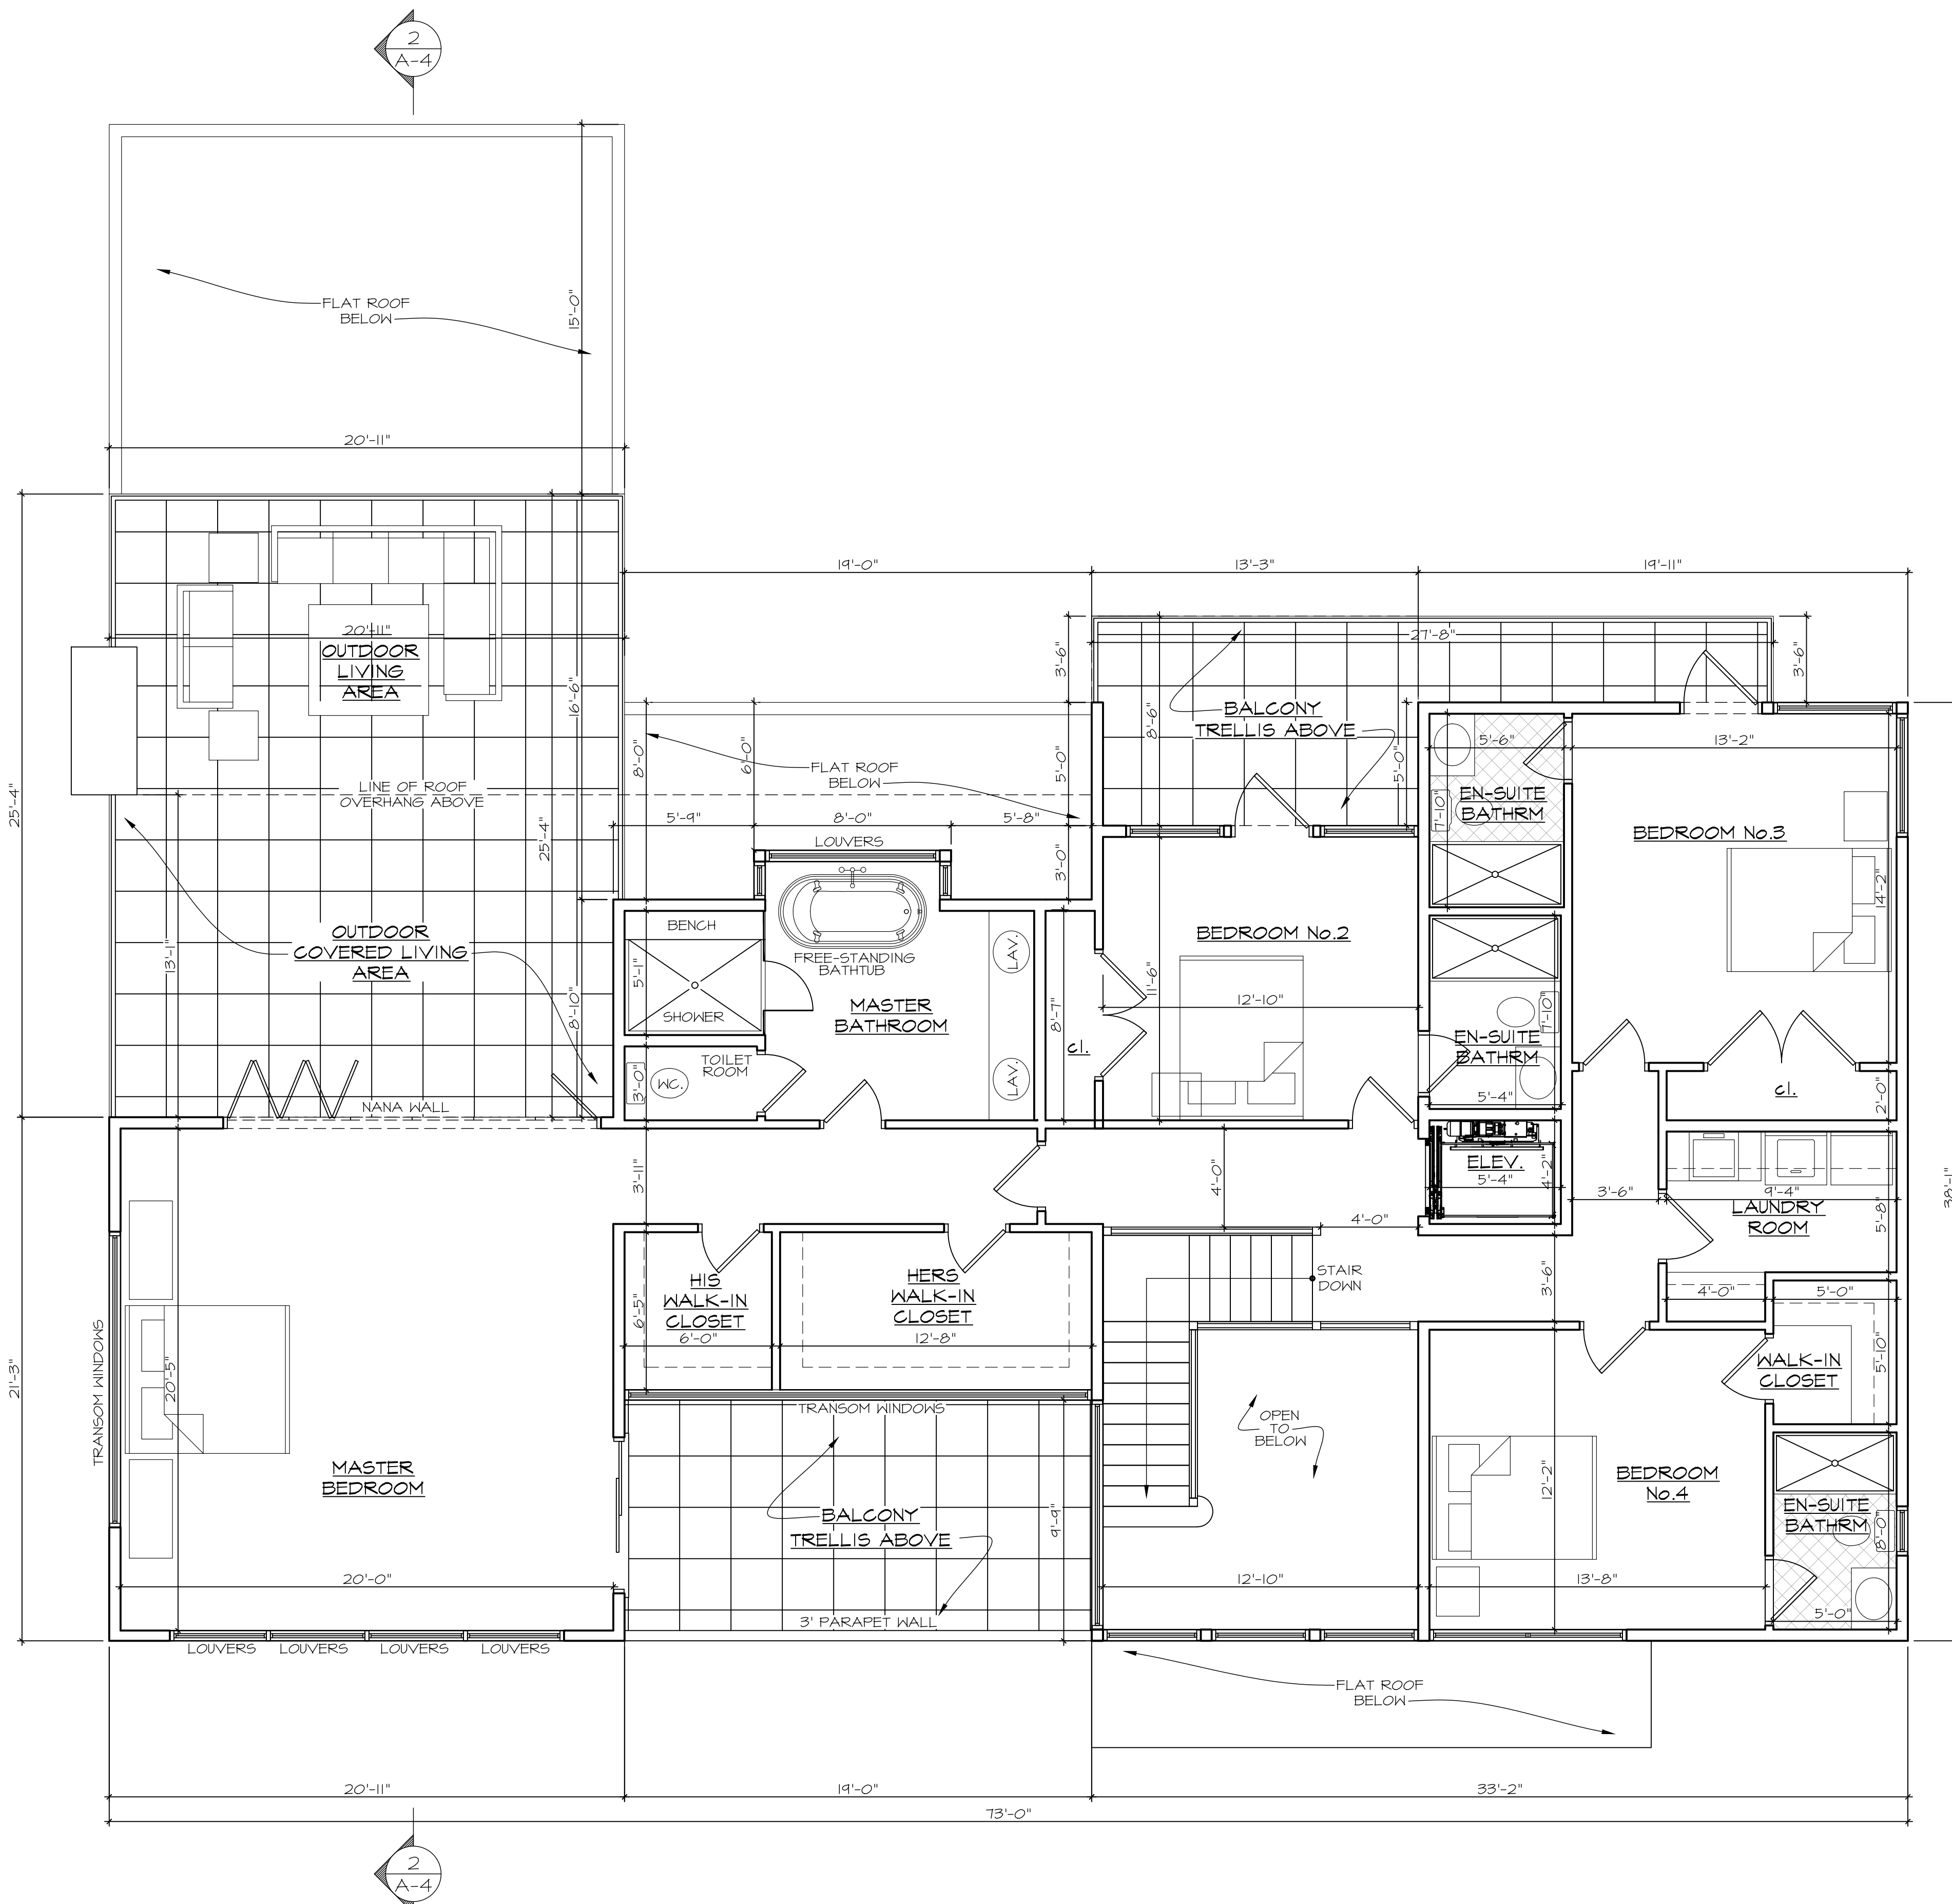 2
A-4
FLAT ROOF
BELOW
15'-0"
20'-11"
19'-0"
13'-3"
19'-11"
20'-11"
OUTDOOR
LIVING
AREA
3'-6"
27'-8"
3'-6"
16'-6"
8'-6"
BALCONY
TRELLIS ABOVE
5'-6"
13'-2"
8'-0"
6'-0"
5'-0"
5'-0"
FLAT ROOF
BELOW
LINE OF ROOF
OVERHANG ABOVE
25'-4"
25'-4"
7'-10"
EN-SUITE
BATHRM
5'-9"
8'-0"
5'-8"
LOUVERS
3'-0"
BEDROOM No.3
14'-2"
OUTDOOR
COVERED LIVING
AREA
13'-1"
BENCH
5'-1"
SHOWER
FREE-STANDING
BATHTUB
LAV.
BEDROOM No.2
11'-6"
12'-10"
8'-10"
MASTER
BATHROOM
8'-7"
cl.
7'-10"
EN-SUITE
BATHRM
5'-4"
TOILET
ROOM
3'-0"
WC.
LAV.
cl.
2'-0"
NANA WALL
3'-11"
4'-0"
ELEV.
5'-4"
4'-2"
3'-6"
9'-4"
LAUNDRY
ROOM
5'-8"
38'-1"
4'-0"
STAIR
DOWN
3'-6"
4'-0"
5'-0"
HIS
WALK-IN
CLOSET
6'-5"
6'-0"
HERS
WALK-IN
CLOSET
12'-8"
WALK-IN
CLOSET
5'-10"
21'-3"
TRANSOM WINDOWS
20'-5"
TRANSOM WINDOWS
OPEN
TO
BELOW
MASTER
BEDROOM
BALCONY
TRELLIS ABOVE
9'-9"
12'-2"
BEDROOM
No.4
EN-SUITE
BATHRM
8'-0"
20'-0"
12'-10"
13'-8"
5'-0"
3' PARAPET WALL
LOUVERS LOUVERS LOUVERS LOUVERS
FLAT ROOF
BELOW
20'-11"
19'-0"
33'-2"
73'-0"
2
A-4